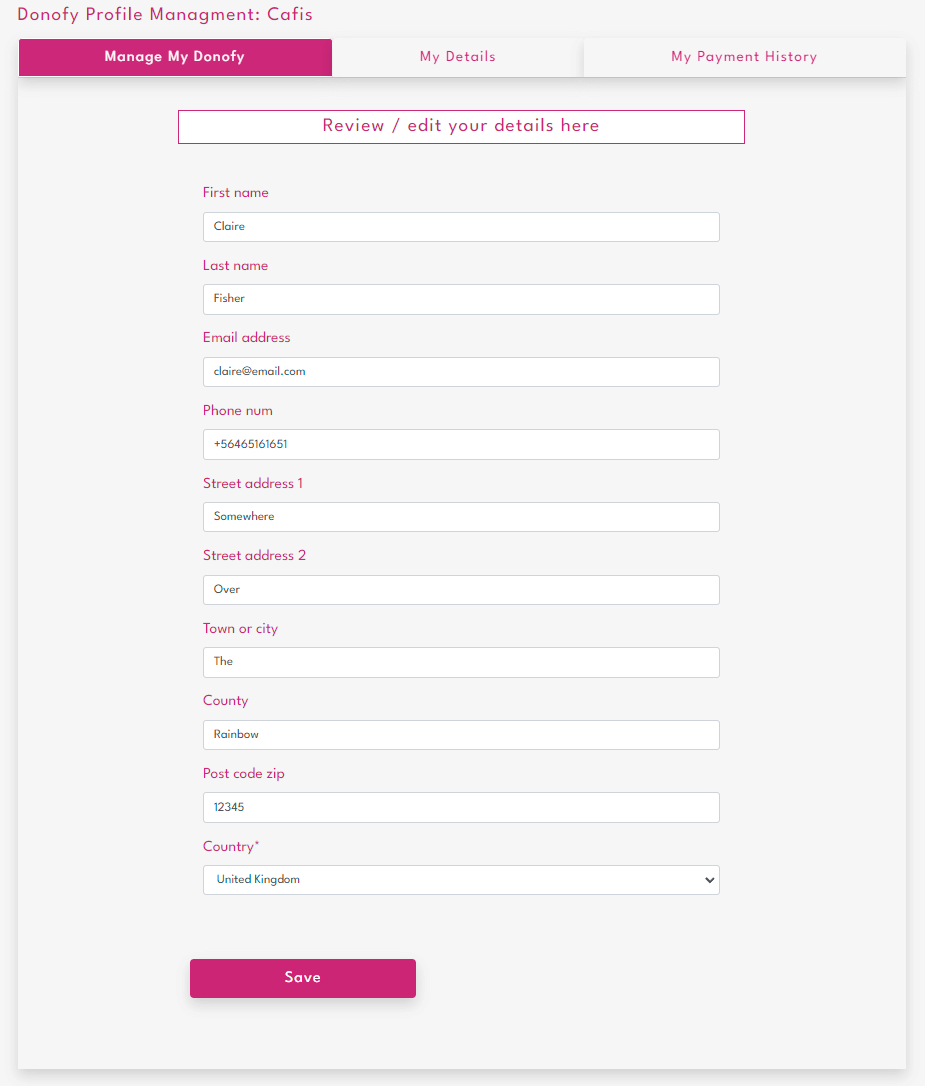 Donofy Profile Managment: Cafis
Manage My Donofy
My Details
My Payment History
Review / edit your details here
First name
Claire
Last name
Fisher
Email address
claire@email.com
Phone num
+56465161651
Street address 1
Somewhere
Street address 2
Over
Town or city
The
County
Rainbow
Post code zip
12345
Country*
United Kingdom
Save